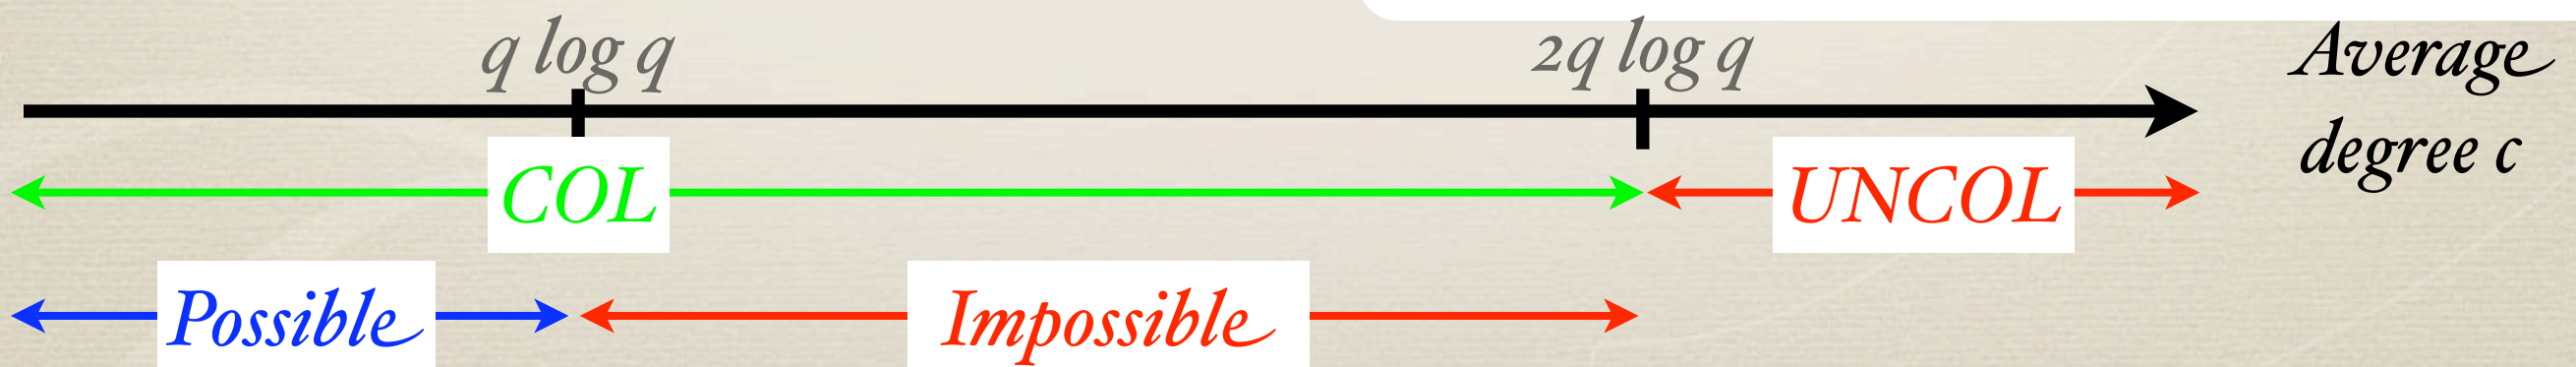 q log q
2q log q
Average
degree c
COL
UNCOL
Possible
Impossible